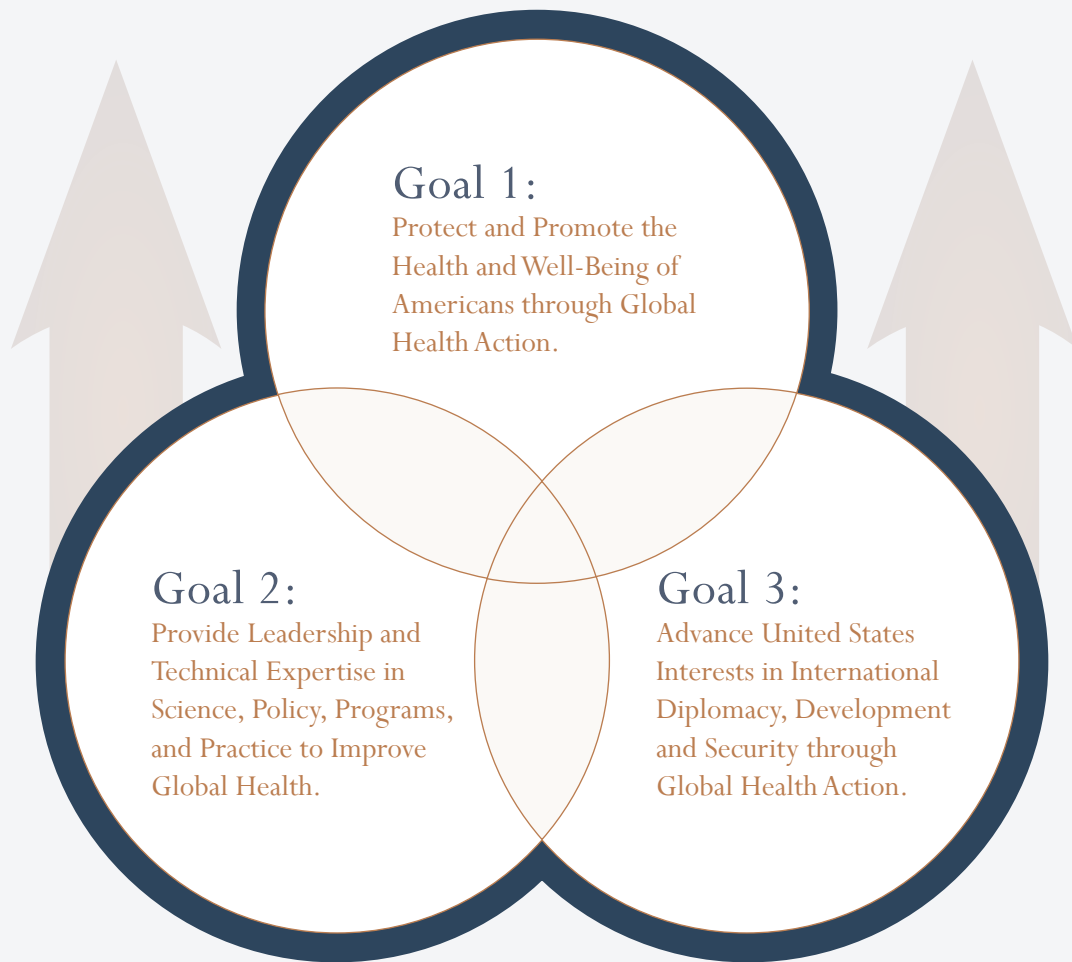 Goal 1:
Protect and Promote the
Health and Well-Being of
Americans through Global
Health Action.
Goal 2:
Provide Leadership and
Technical Expertise in
Science, Policy, Programs,
and Practice to Improve
Global Health.
Goal 3:
Advance United States
Interests in International
Diplomacy, Development
and Security through
Global Health Action.